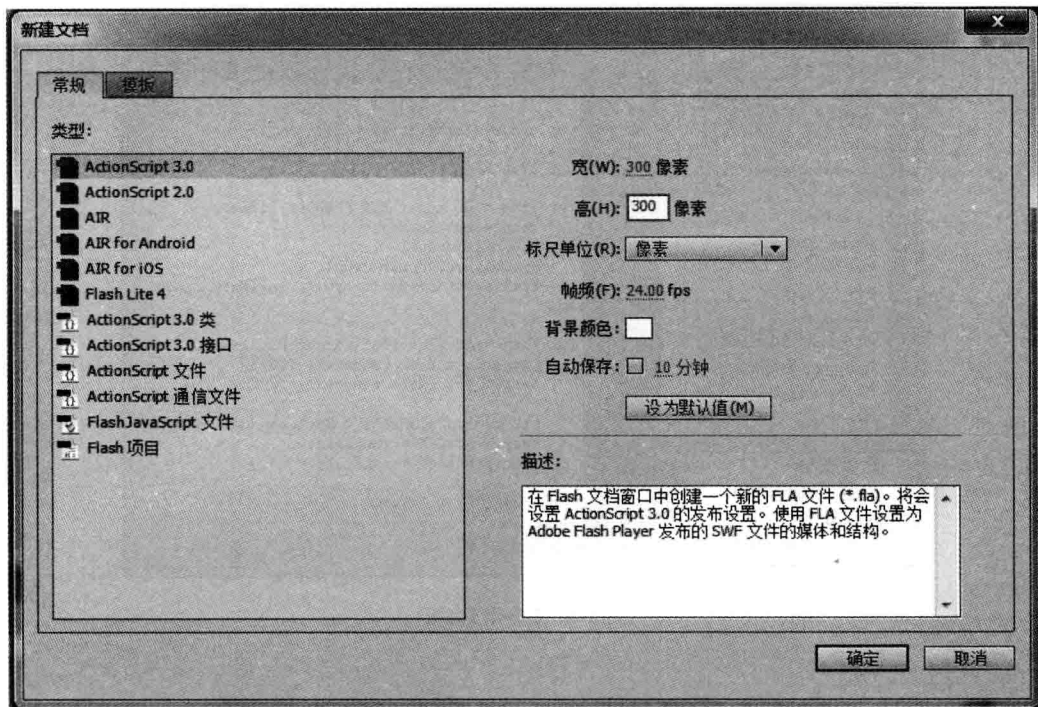 新建文档
常规 模板
类型:
ActionScript 3.0
ActionScript 2.0
AIR
AIR for Android
AIR for iOS
Flash Lite 4
ActionScript 3.0 类
ActionScript 3.0 接口
ActionScript 文件
ActionScript 通信文件
FlashJavaScript 文件
Flash 项目
宽(W): 300 像素
高(H): 300 像素
标尺单位(R): 像素
帧频(F): 24.00 fps
背景颜色:
自动保存: 10 分钟
设为默认值(M)
描述:
在 Flash 文档窗口中创建一个新的 FLA 文件 (*.fla)。将会
设置 ActionScript 3.0 的发布设置。使用 FLA 文件设置为
Adobe Flash Player 发布的 SWF 文件的媒体和结构。
确定 取消